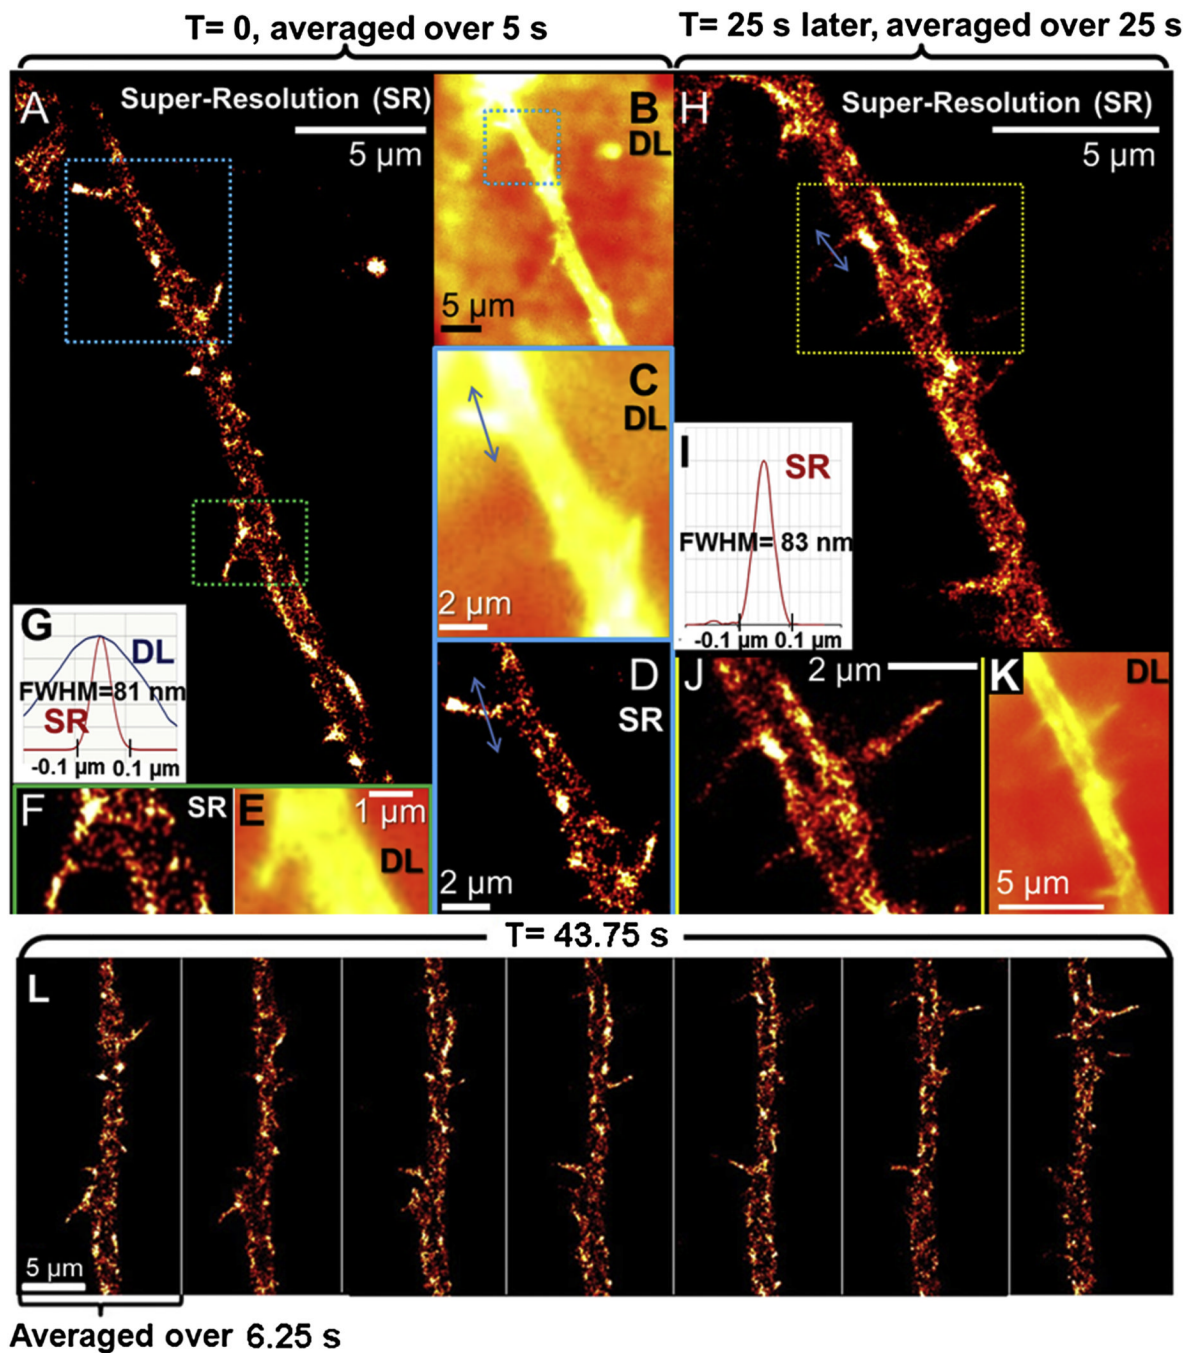 T= 0, averaged over 5 s
T= 25 s later, averaged over 25 s
A
Super-Resolution (SR)
5 µm
B
DL
5 µm
H
Super-Resolution (SR)
5 µm
C
DL
2 µm
I
SR
FWHM= 83 nm
-0.1 µm 0.1 µm
G
DL
FWHM=81 nm
SR
-0.1 µm 0.1 µm
D
SR
2 µm
J
2 µm
K
DL
5 µm
F
SR
E
1 µm
DL
T= 43.75 s
L
5 µm
Averaged over 6.25 s